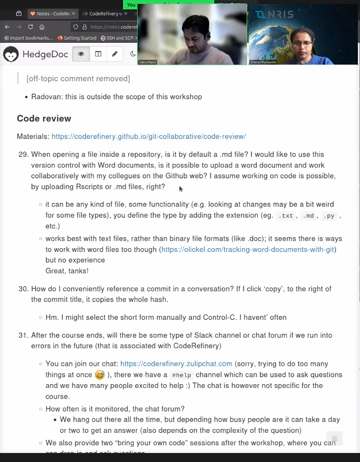 Notes - CodeRe
CodeRefinery v
NRIS
Import bookmarks...
Getting Started
SSH and SCP
HedgeDoc
[off-topic comment removed]
• Radovan: this is outside the scope of this workshop
Code review
Materials: https://coderefinery.github.io/git-collaborative/code-review/
29. When opening a file inside a repository, is it by default a .md file? I would like to use this
version control with Word documents, is it possible to upload a word document and work
collaboratively with my collegues on the Github web? I assume working on code is possible,
by uploading Rscripts or .md files, right?
it can be any kind of file, some functionality (e.g. looking at changes may be a bit weird
for some file types), you define the type by adding the extension (eg. .txt, .md, .py,
etc.)
works best with text files, rather than binary file formats (like .doc); it seems there is ways
to work with word files too though (https://olickel.com/tracking-word-documents-with-git)
but no experience
Great, tanks!
30. How do I conveniently reference a commit in a conversation? If I click 'copy', to the right of
the commit title, it copies the whole hash.
Hm. I might select the short form manually and Control-C. I havent' often
31. After the course ends, will there be some type of Slack channel or chat forum if we run into
errors in the future (that is associated with CodeRefinery)
You can join our chat: https://coderefinery.zulipchat.com (sorry, trying to do too many
things at once 😅 ), there we have a #help channel which can be used to ask questions
and we have many people excited to help :) The chat is however not specific for the
course.
How often is it monitored, the chat forum?
We hang out there all the time, but depending how busy people are it can take a day
or two to get an answer (also depends on the complexity of the question)
We also provide two "bring your own code" sessions after the workshop, where you can